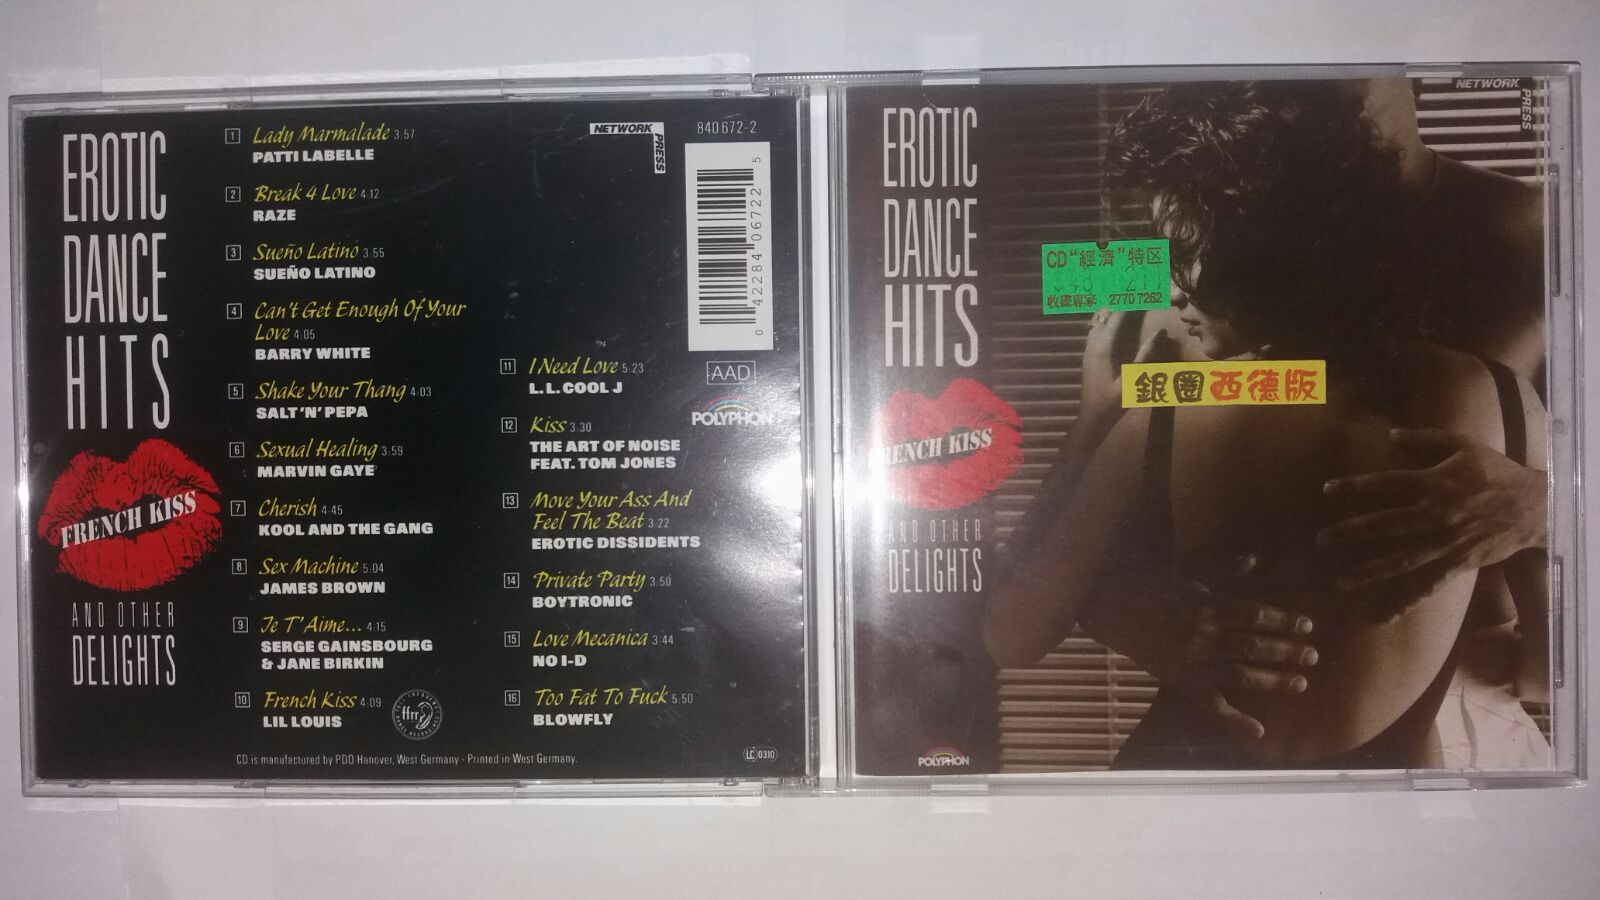 EROTIC
DANCE
HITS
FRENCH KISS
AND OTHER
DELIGHTS
1 Lady Marmalade 3:57
PATTI LABELLE
2 Break 4 Love 4:12
RAZE
3 Sueño Latino 3:55
SUEÑO LATINO
4 Can't Get Enough Of Your
Love 4:05
BARRY WHITE
5 Shake Your Thang 4:03
SALT 'N' PEPA
6 Sexual Healing 3:59
MARVIN GAYE
7 Cherish 4:45
KOOL AND THE GANG
8 Sex Machine 5:04
JAMES BROWN
9 Je T'Aime... 4:15
SERGE GAINSBOURG
& JANE BIRKIN
10 French Kiss 4:09
LIL LOUIS
ffrr
11 I Need Love 5:23
L.L. COOL J
12 Kiss 3:30
THE ART OF NOISE
FEAT. TOM JONES
13 Move Your Ass And
Feel The Beat 3:22
EROTIC DISSIDENTS
14 Private Party 3:50
BOYTRONIC
15 Love Mecanica 3:44
NO I-D
16 Too Fat To Fuck 5:50
BLOWFLY
NETWORK
PRESS
840 672-2
0 42284 06722 5
AAD
POLYPHON
CD is manufactured by PDO Hanover, West Germany - Printed in West Germany.
LC 0310
NETWORK
PRESS
EROTIC
DANCE
HITS
FRENCH KISS
AND OTHER
DELIGHTS
CD“經濟”特区
收碟專家 2770 7262
銀圈西德版
POLYPHON